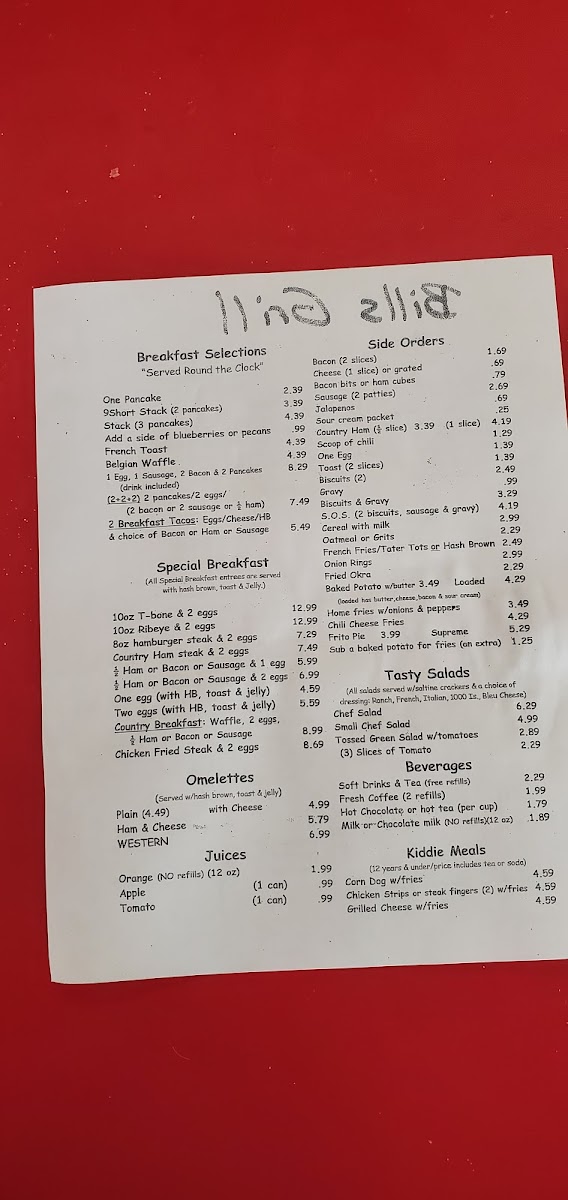 Bills Grill
Breakfast Selections
"Served Round the Clock"
One Pancake 2.39
9Short Stack (2 pancakes) 3.39
Stack (3 pancakes) 4.39
Add a side of blueberries or pecans .99
French Toast 4.39
Belgian Waffle 4.39
1 Egg, 1 Sausage, 2 Bacon & 2 Pancakes 8.29
(drink included)
(2+2+2) 2 pancakes/2 eggs/
(2 bacon or 2 sausage or ½ ham) 7.49
2 Breakfast Tacos: Eggs/Cheese/HB
& choice of Bacon or Ham or Sausage 5.49
Special Breakfast
(All Special Breakfast entrees are served
with hash brown, toast & Jelly.)
10oz T-bone & 2 eggs 12.99
10oz Ribeye & 2 eggs 12.99
8oz hamburger steak & 2 eggs 7.29
Country Ham steak & 2 eggs 7.49
½ Ham or Bacon or Sausage & 1 egg 5.99
½ Ham or Bacon or Sausage & 2 eggs 6.99
One egg (with HB, toast & jelly) 4.59
Two eggs (with HB, toast & jelly) 5.59
Country Breakfast: Waffle, 2 eggs,
½ Ham or Bacon or Sausage 8.99
Chicken Fried Steak & 2 eggs 8.69
Omelettes
(Served w/hash brown, toast & jelly)
Plain (4.49) with Cheese 4.99
Ham & Cheese 5.79
WESTERN 6.99
Juices
Orange (NO refills) (12 oz) 1.99
Apple (1 can) .99
Tomato (1 can) .99
Side Orders
Bacon (2 slices) 1.69
Cheese (1 slice) or grated .69
Bacon bits or ham cubes .79
Sausage (2 patties) 2.69
Jalapenos .69
Sour cream packet .25
Country Ham (½ slice) 3.39 (1 slice) 4.19
Scoop of chili 1.29
One Egg 1.39
Toast (2 slices) 1.39
Biscuits (2) 2.49
Gravy .99
Biscuits & Gravy 3.29
S.O.S. (2 biscuits, sausage & gravy) 4.19
Cereal with milk 2.99
Oatmeal or Grits 2.29
French Fries/Tater Tots or Hash Brown 2.49
Onion Rings 2.99
Fried Okra 2.29
Baked Potato w/butter 3.49 Loaded 4.29
(loaded has butter,cheese,bacon & sour cream)
Home fries w/onions & peppers 3.49
Chili Cheese Fries 4.29
Frito Pie 3.99 Supreme 5.29
Sub a baked potato for fries (an extra) 1.25
Tasty Salads
(All salads served w/saltine crackers & a choice of
dressing: Ranch, French, Italian, 1000 Is., Bleu Cheese)
Chef Salad 6.29
Small Chef Salad 4.99
Tossed Green Salad w/tomatoes 2.89
(3) Slices of Tomato 2.29
Beverages
Soft Drinks & Tea (free refills) 2.29
Fresh Coffee (2 refills) 1.99
Hot Chocolate or hot tea (per cup) 1.79
Milk or Chocolate milk (NO refills)(12 oz) 1.89
Kiddie Meals
(12 years & under/price includes tea or soda)
Corn Dog w/fries 4.59
Chicken Strips or steak fingers (2) w/fries 4.59
Grilled Cheese w/fries 4.59